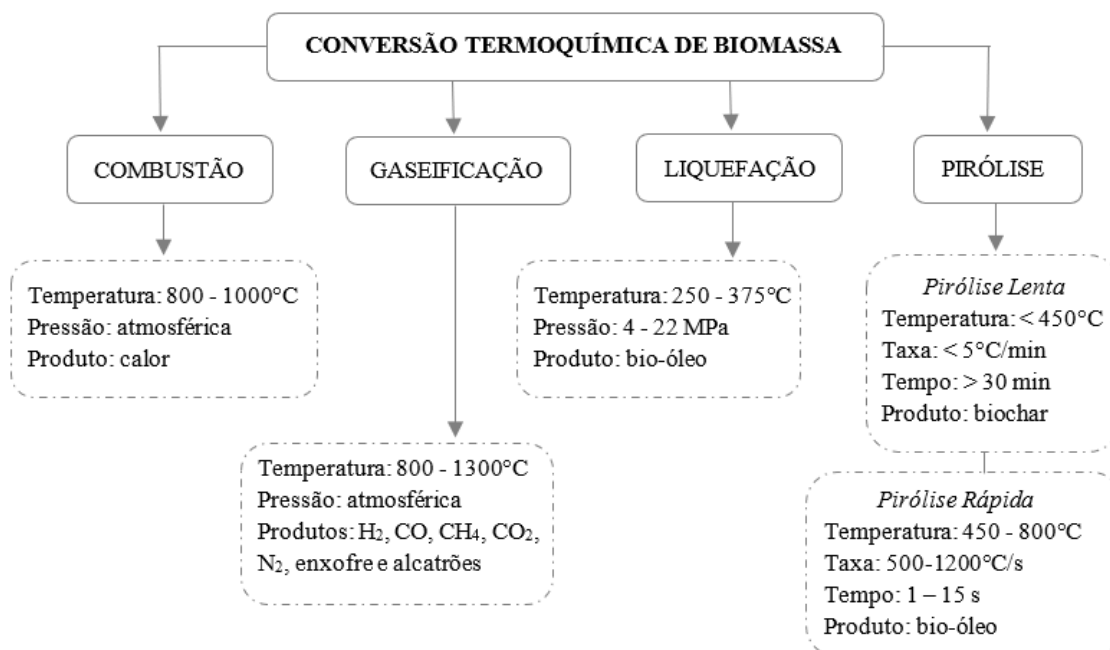 CONVERSÃO TERMOQUÍMICA DE BIOMASSA
COMBUSTÃO
GASEIFICAÇÃO
LIQUEFAÇÃO
PIRÓLISE
Temperatura: 800 - 1000°C
Pressão: atmosférica
Produto: calor
Temperatura: 800 - 1300°C
Pressão: atmosférica
Produtos: H₂, CO, CH₄, CO₂,
N₂, enxofre e alcatrões
Temperatura: 250 - 375°C
Pressão: 4 - 22 MPa
Produto: bio-óleo
Pirólise Lenta
Temperatura: < 450°C
Taxa: < 5°C/min
Tempo: > 30 min
Produto: biochar
Pirólise Rápida
Temperatura: 450 - 800°C
Taxa: 500-1200°C/s
Tempo: 1 – 15 s
Produto: bio-óleo